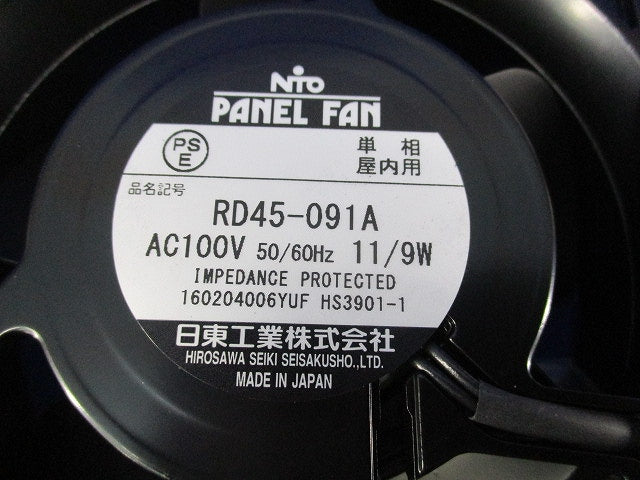 NiTO
PANEL FAN
PS
E
単相
屋内用
品名記号
RD45-091A
AC100V 50/60Hz 11/9W
IMPEDANCE PROTECTED
160204006YUF HS3901-1
日東工業株式会社
HIROSAWA SEIKI SEISAKUSHO.,LTD.
MADE IN JAPAN